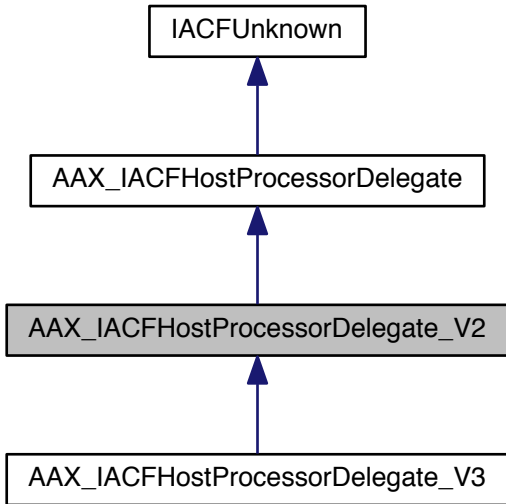 IACFUnknown
AAX_IACFHostProcessorDelegate
AAX_IACFHostProcessorDelegate_V2
AAX_IACFHostProcessorDelegate_V3